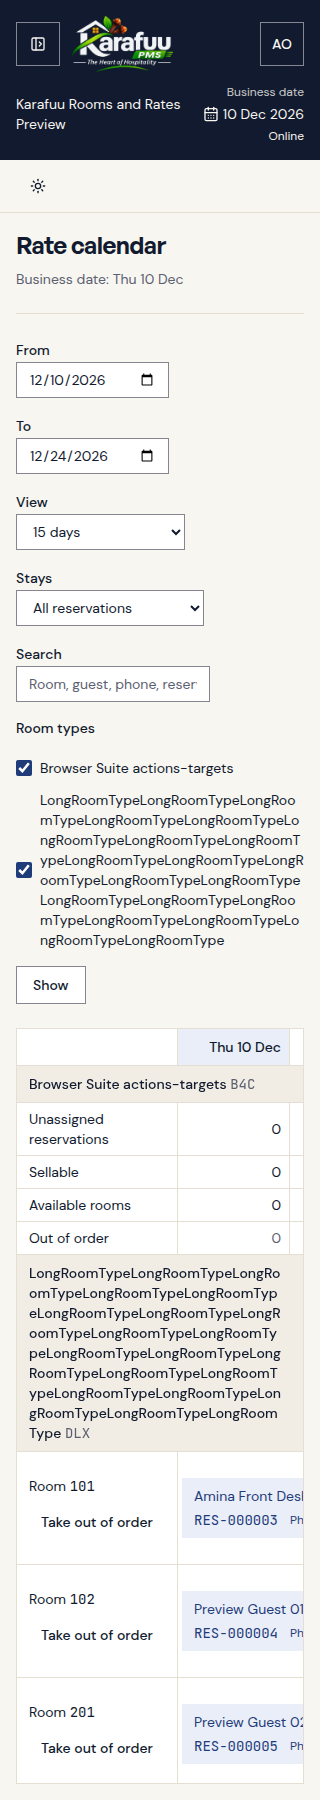 Karafuu
PMS
The Heart of Hospitality
AO
Karafuu Rooms and Rates
Preview
Business date
10 Dec 2026
Online
Rate calendar
Business date: Thu 10 Dec
From
12/10/2026
To
12/24/2026
View
15 days
Stays
All reservations
Search
Room, guest, phone, reser
Room types
Browser Suite actions-targets
LongRoomTypeLongRoomTypeLongRoo
mTypeLongRoomTypeLongRoomTypeLo
ngRoomTypeLongRoomTypeLongRoomT
ypeLongRoomTypeLongRoomTypeLongR
oomTypeLongRoomTypeLongRoomType
LongRoomTypeLongRoomTypeLongRoo
mTypeLongRoomTypeLongRoomTypeLo
ngRoomTypeLongRoomType
Show
Thu 10 Dec
Browser Suite actions-targets B4C
Unassigned
reservations
0
Sellable 0
Available rooms 0
Out of order 0
LongRoomTypeLongRoomTypeLongRo
omTypeLongRoomTypeLongRoomTyp
eLongRoomTypeLongRoomTypeLongR
oomTypeLongRoomTypeLongRoomTy
peLongRoomTypeLongRoomTypeLong
RoomTypeLongRoomTypeLongRoomT
ypeLongRoomTypeLongRoomTypeLon
gRoomTypeLongRoomTypeLongRoom
Type DLX
Room 101
Take out of order
Amina Front Desk
RES-000003 Ph
Room 102
Take out of order
Preview Guest 01
RES-000004 Ph
Room 201
Take out of order
Preview Guest 02
RES-000005 Ph